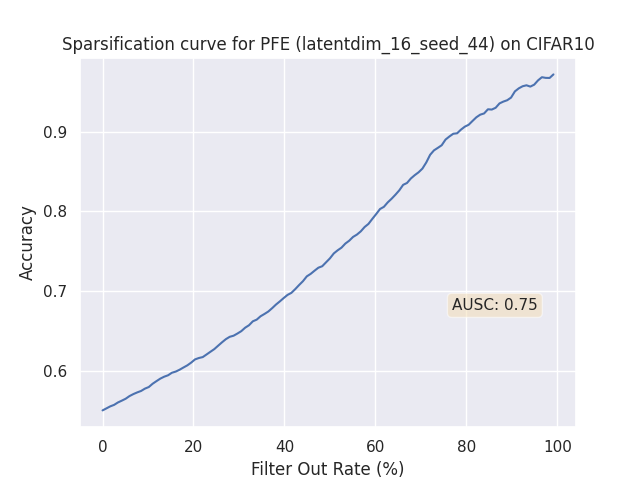 Sparsification curve for PFE (latentdim_16_seed_44) on CIFAR10
Accuracy
0.9
0.8
0.7
0.6
AUSC: 0.75
0 20 40 60 80 100
Filter Out Rate (%)